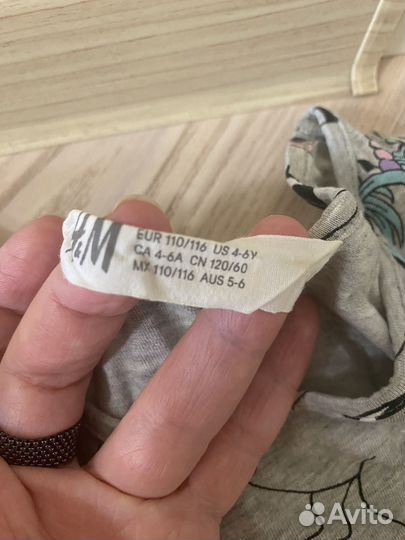 H&M
EUR 110/116 US 4-6Y
CA 4-6A CN 120/60
MX 110/116 AUS 5-6
Avito